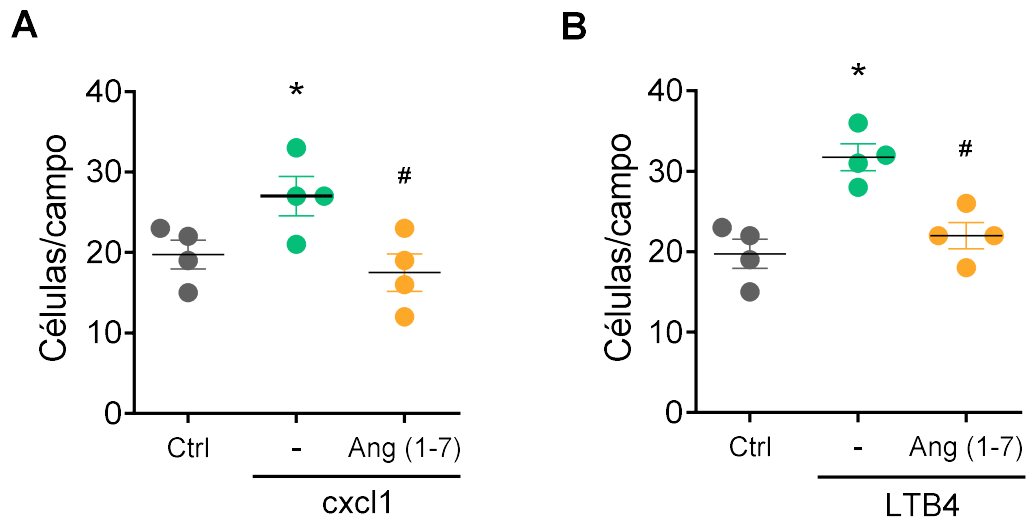 A
Células/campo
40
30
20
10
0
*
#
Ctrl
-
Ang (1-7)
cxcl1
B
Células/campo
40
30
20
10
0
*
#
Ctrl
-
Ang (1-7)
LTB4